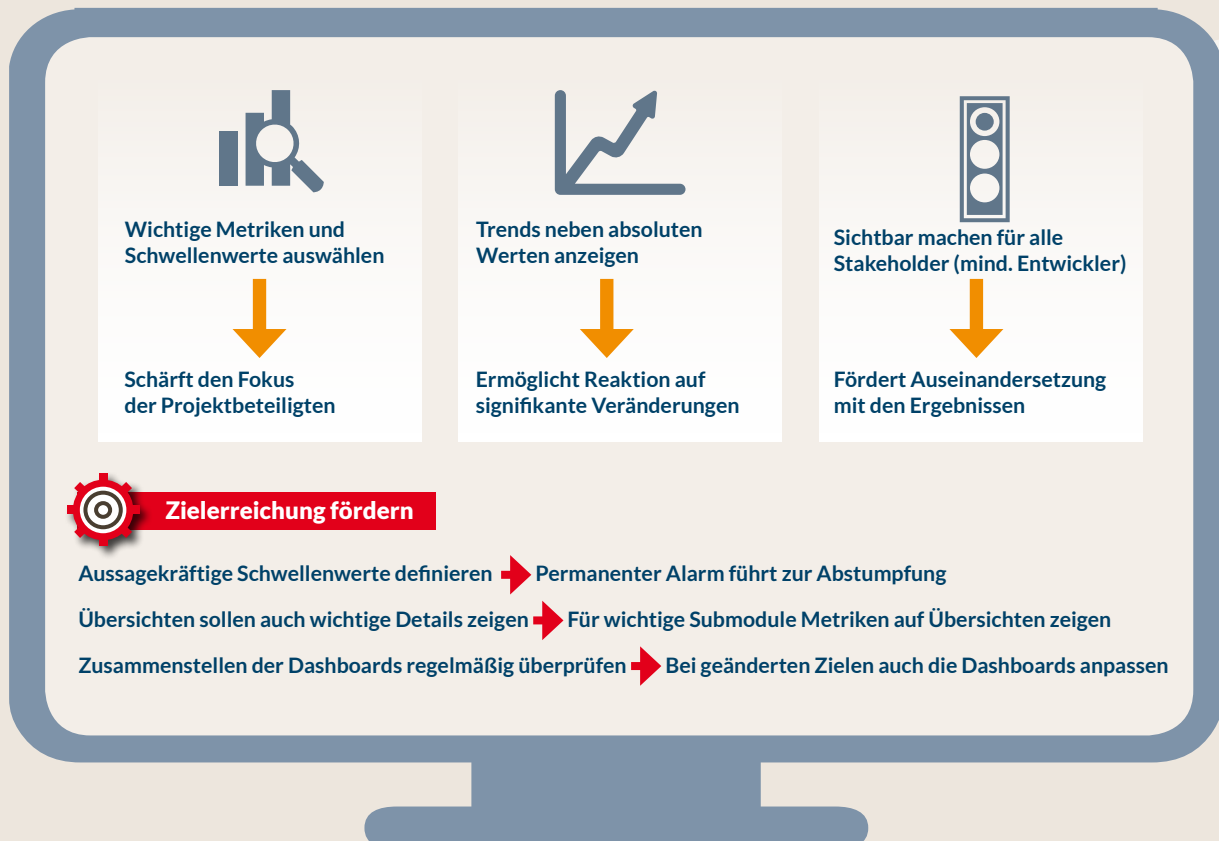 Wichtige Metriken und
Schwellenwerte auswählen
Schärft den Fokus
der Projektbeteiligten
Trends neben absoluten
Werten anzeigen
Ermöglicht Reaktion auf
signifikante Veränderungen
Sichtbar machen für alle
Stakeholder (mind. Entwickler)
Fördert Auseinandersetzung
mit den Ergebnissen
Zielerreichung fördern
Aussagekräftige Schwellenwerte definieren Permanenter Alarm führt zur Abstumpfung
Übersichten sollen auch wichtige Details zeigen Für wichtige Submodule Metriken auf Übersichten zeigen
Zusammenstellen der Dashboards regelmäßig überprüfen Bei geänderten Zielen auch die Dashboards anpassen